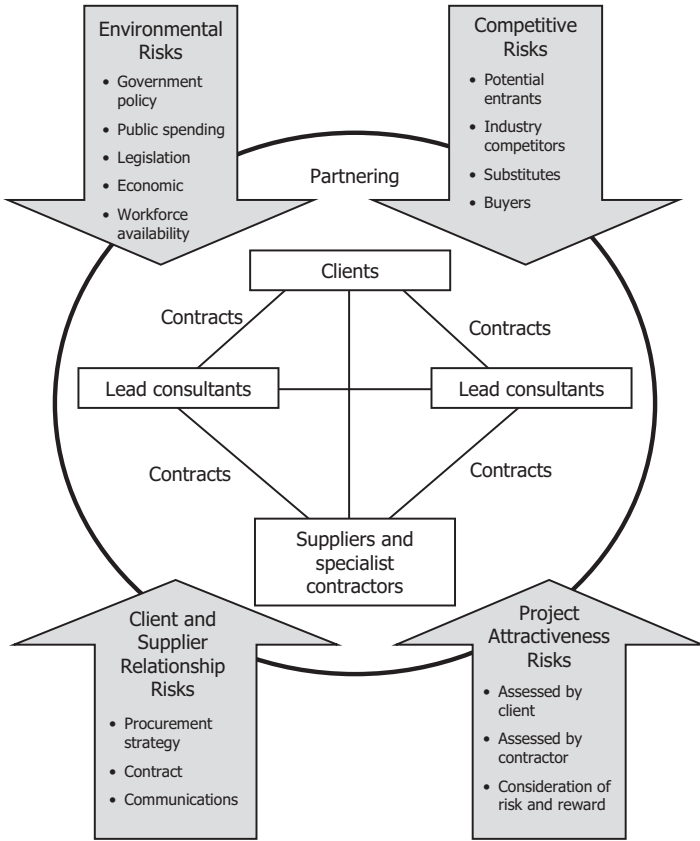 Environmental
Risks
• Government
policy
• Public spending
• Legislation
• Economic
• Workforce
availability
Competitive
Risks
• Potential
entrants
• Industry
competitors
• Substitutes
• Buyers
Partnering
Clients
Contracts
Contracts
Lead consultants
Lead consultants
Contracts
Contracts
Suppliers and
specialist
contractors
Client and
Supplier
Relationship
Risks
• Procurement
strategy
• Contract
• Communications
Project
Attractiveness
Risks
• Assessed by
client
• Assessed by
contractor
• Consideration of
risk and reward